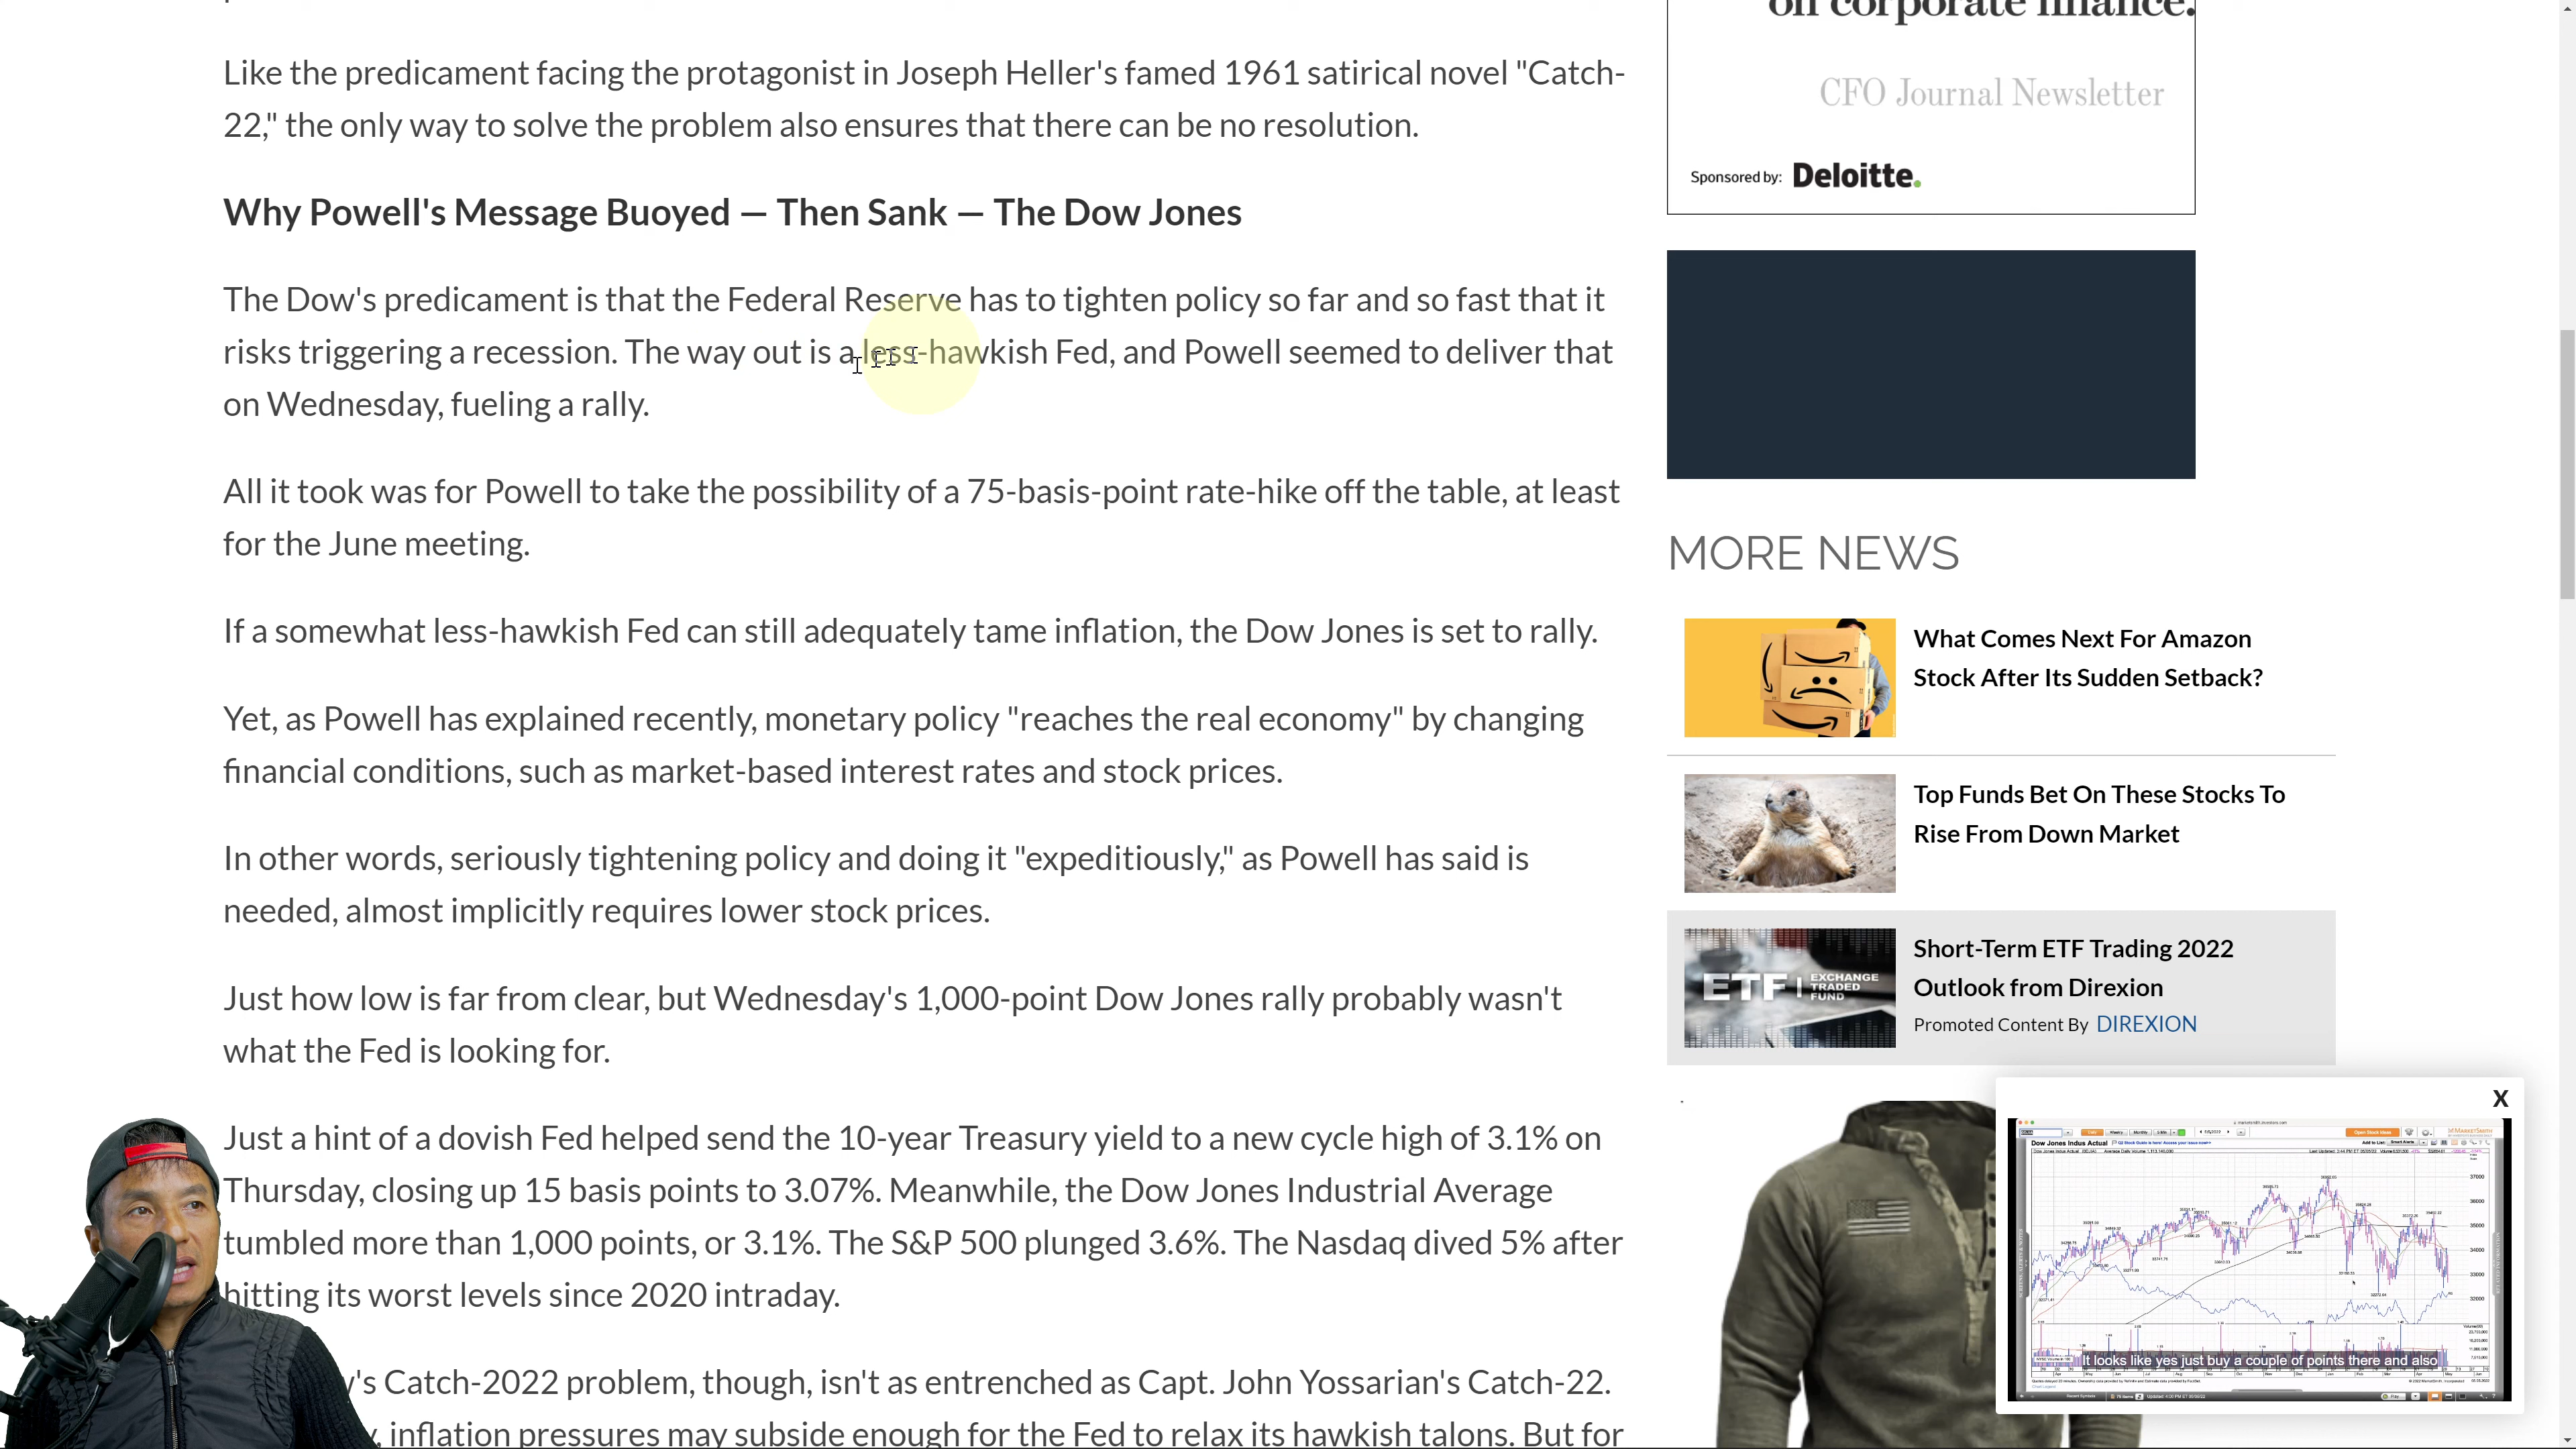 on corporate finance.
CFO Journal Newsletter
Sponsored by: Deloitte.
Like the predicament facing the protagonist in Joseph Heller's famed 1961 satirical novel "Catch-
22," the only way to solve the problem also ensures that there can be no resolution.
Why Powell's Message Buoyed — Then Sank — The Dow Jones
The Dow's predicament is that the Federal Reserve has to tighten policy so far and so fast that it
risks triggering a recession. The way out is a less-hawkish Fed, and Powell seemed to deliver that
on Wednesday, fueling a rally.
All it took was for Powell to take the possibility of a 75-basis-point rate-hike off the table, at least
for the June meeting.
If a somewhat less-hawkish Fed can still adequately tame inflation, the Dow Jones is set to rally.
Yet, as Powell has explained recently, monetary policy "reaches the real economy" by changing
financial conditions, such as market-based interest rates and stock prices.
In other words, seriously tightening policy and doing it "expeditiously," as Powell has said is
needed, almost implicitly requires lower stock prices.
Just how low is far from clear, but Wednesday's 1,000-point Dow Jones rally probably wasn't
what the Fed is looking for.
Just a hint of a dovish Fed helped send the 10-year Treasury yield to a new cycle high of 3.1% on
Thursday, closing up 15 basis points to 3.07%. Meanwhile, the Dow Jones Industrial Average
tumbled more than 1,000 points, or 3.1%. The S&P 500 plunged 3.6%. The Nasdaq dived 5% after
hitting its worst levels since 2020 intraday.
's Catch-2022 problem, though, isn't as entrenched as Capt. John Yossarian's Catch-22.
, inflation pressures may subside enough for the Fed to relax its hawkish talons. But for
MORE NEWS
What Comes Next For Amazon
Stock After Its Sudden Setback?
Top Funds Bet On These Stocks To
Rise From Down Market
ETF | EXCHANGE
TRADED
FUND
Short-Term ETF Trading 2022
Outlook from Direxion
Promoted Content By DIREXION
X
Dow Jones Indus Actual
37000
36000
35000
34000
33000
32000
It looks like yes just buy a couple of points there and also